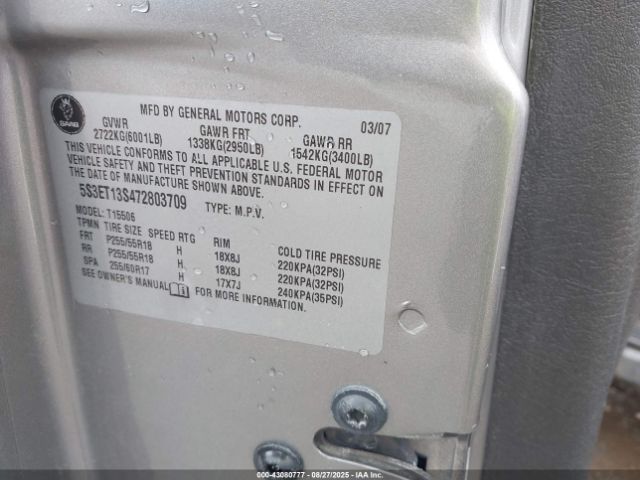 SAAB
MFD BY GENERAL MOTORS CORP. 03/07
GVWR GAWR FRT GAWR RR
2722KG(6001LB) 1338KG(2950LB) 1542KG(3400LB)
THIS VEHICLE CONFORMS TO ALL APPLICABLE U.S. FEDERAL MOTOR
VEHICLE SAFETY AND THEFT PREVENTION STANDARDS IN EFFECT ON
THE DATE OF MANUFACTURE SHOWN ABOVE.
5S3ET13S472803709 TYPE: M.P.V.
T15506
TPMN TIRE SIZE SPEED RTG RIM COLD TIRE PRESSURE
FRT P255/55R18 H 18X8J 220KPA(32PSI)
RR P255/55R18 H 18X8J 220KPA(32PSI)
SPA 255/60R17 H 17X7J 240KPA(35PSI)
SEE OWNER'S MANUAL i FOR MORE INFORMATION.
000-43080777 - 08/27/2025 - IAAI.COM